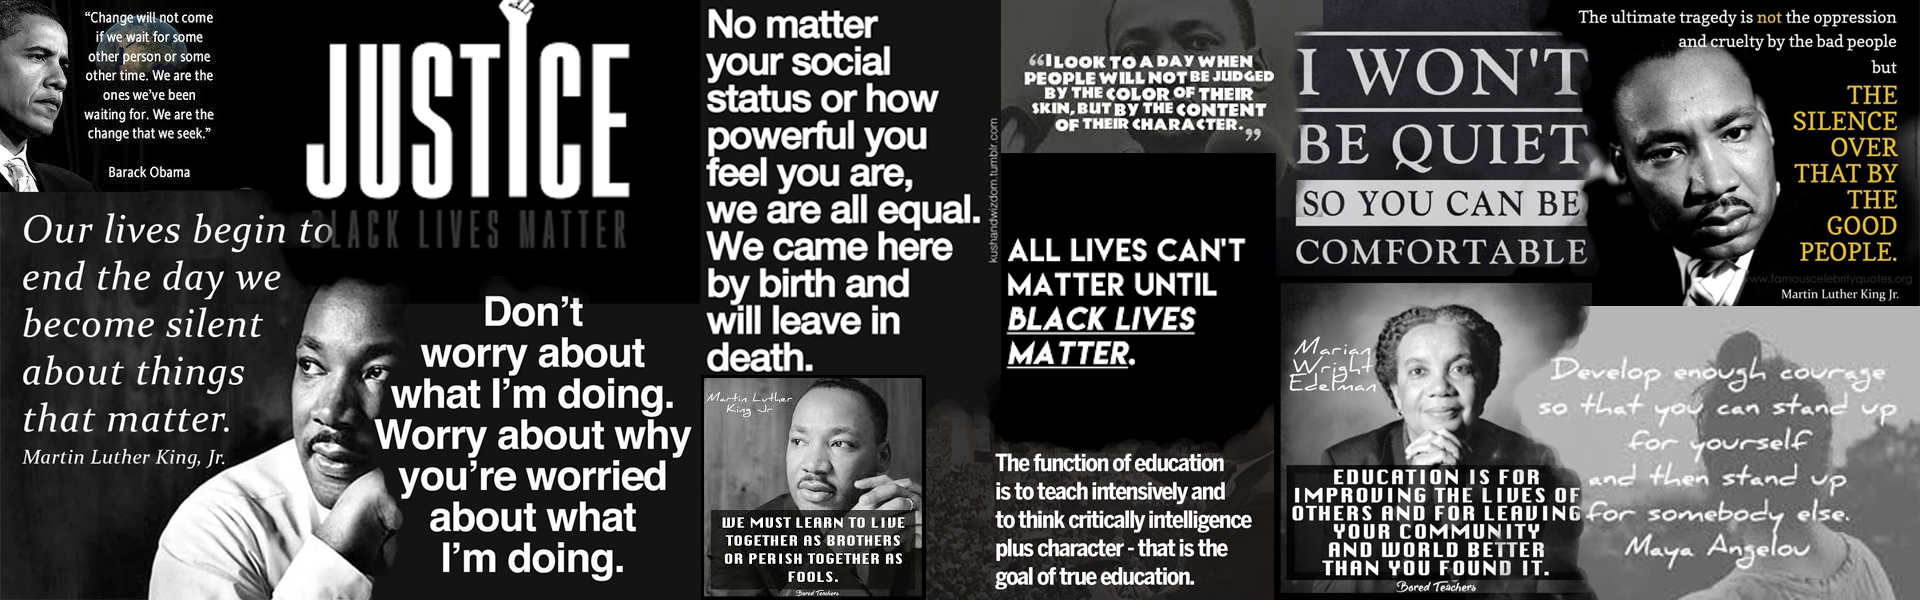 “Change will not come
if we wait for some
other person or some
other time. We are the
ones we’ve been
waiting for. We are the
change that we seek.”
Barack Obama
JUSTICE
BLACK LIVES MATTER
Our lives begin to
end the day we
become silent
about things
that matter.
Martin Luther King, Jr.
Don’t
worry about
what I’m doing.
Worry about why
you’re worried
about what
I’m doing.
No matter
your social
status or how
powerful you
feel you are,
we are all equal.
We came here
by birth and
will leave in
death.
kushandwizdom.tumblr.com
Martin Luther
King Jr
WE MUST LEARN TO LIVE
TOGETHER AS BROTHERS
OR PERISH TOGETHER AS
FOOLS.
Bored Teachers
“I LOOK TO A DAY WHEN
PEOPLE WILL NOT BE JUDGED
BY THE COLOR OF THEIR
SKIN, BUT BY THE CONTENT
OF THEIR CHARACTER.”
ALL LIVES CAN'T
MATTER UNTIL
BLACK LIVES
MATTER.
The function of education
is to teach intensively and
to think critically intelligence
plus character - that is the
goal of true education.
I WON'T
BE QUIET
SO YOU CAN BE
COMFORTABLE
Marian
Wright
Edelman
EDUCATION IS FOR
IMPROVING THE LIVES OF
OTHERS AND FOR LEAVING
YOUR COMMUNITY
AND WORLD BETTER
THAN YOU FOUND IT.
Bored Teachers
The ultimate tragedy is not the oppression
and cruelty by the bad people
but
THE
SILENCE
OVER
THAT BY
THE
GOOD
PEOPLE.
www.famouscelebrityquotes.org
Martin Luther King Jr.
Develop enough courage
so that you can stand up
for yourself
and then stand up
for somebody else.
Maya Angelou